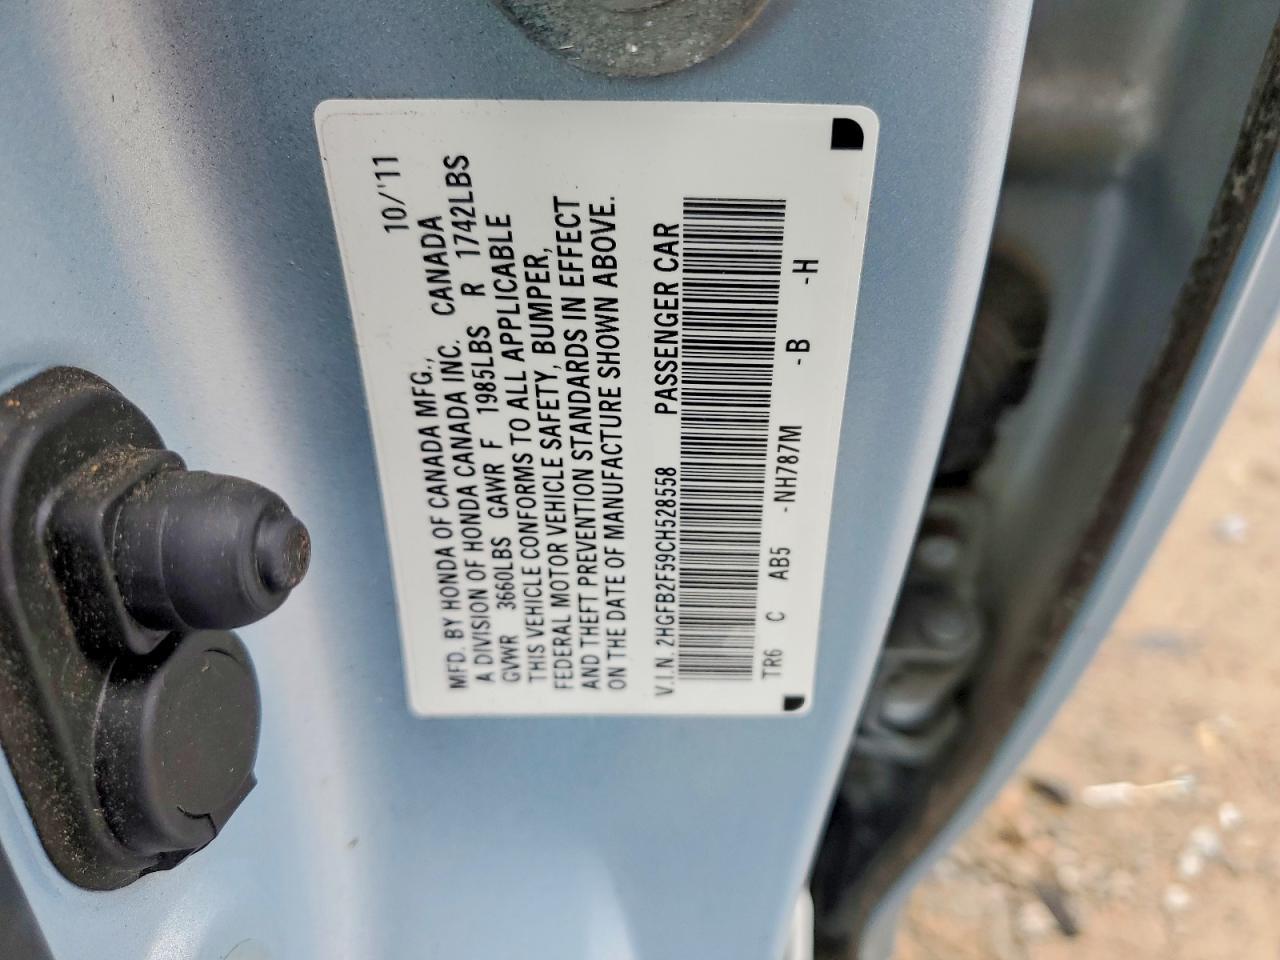 10/'11
MFD. BY HONDA OF CANADA MFG.,
A DIVISION OF HONDA CANADA INC. CANADA
GVWR 3660LBS GAWR F 1985LBS R 1742LBS
THIS VEHICLE CONFORMS TO ALL APPLICABLE
FEDERAL MOTOR VEHICLE SAFETY, BUMPER,
AND THEFT PREVENTION STANDARDS IN EFFECT
ON THE DATE OF MANUFACTURE SHOWN ABOVE.
V.I.N. 2HGFB2F59CH528558 PASSENGER CAR
TR6 C AB5 -NH787M -B -H